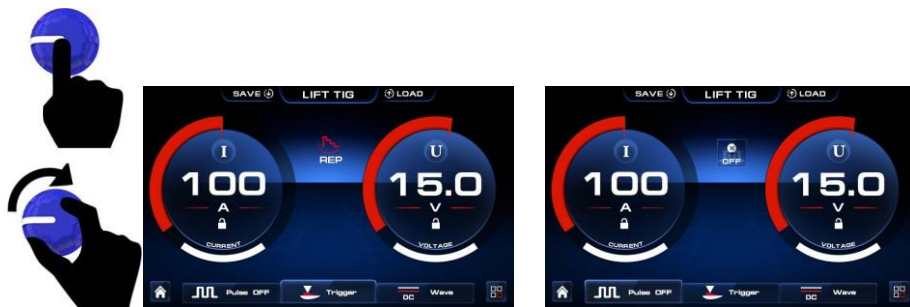 SAVE LIFT TIG LOAD
I
REP
U
100
15.0
A
V
CURRENT
VOLTAGE
Pulse OFF
Trigger
DC Wave
SAVE LIFT TIG LOAD
I
OFF
U
100
15.0
A
V
CURRENT
VOLTAGE
Pulse OFF
Trigger
DC Wave